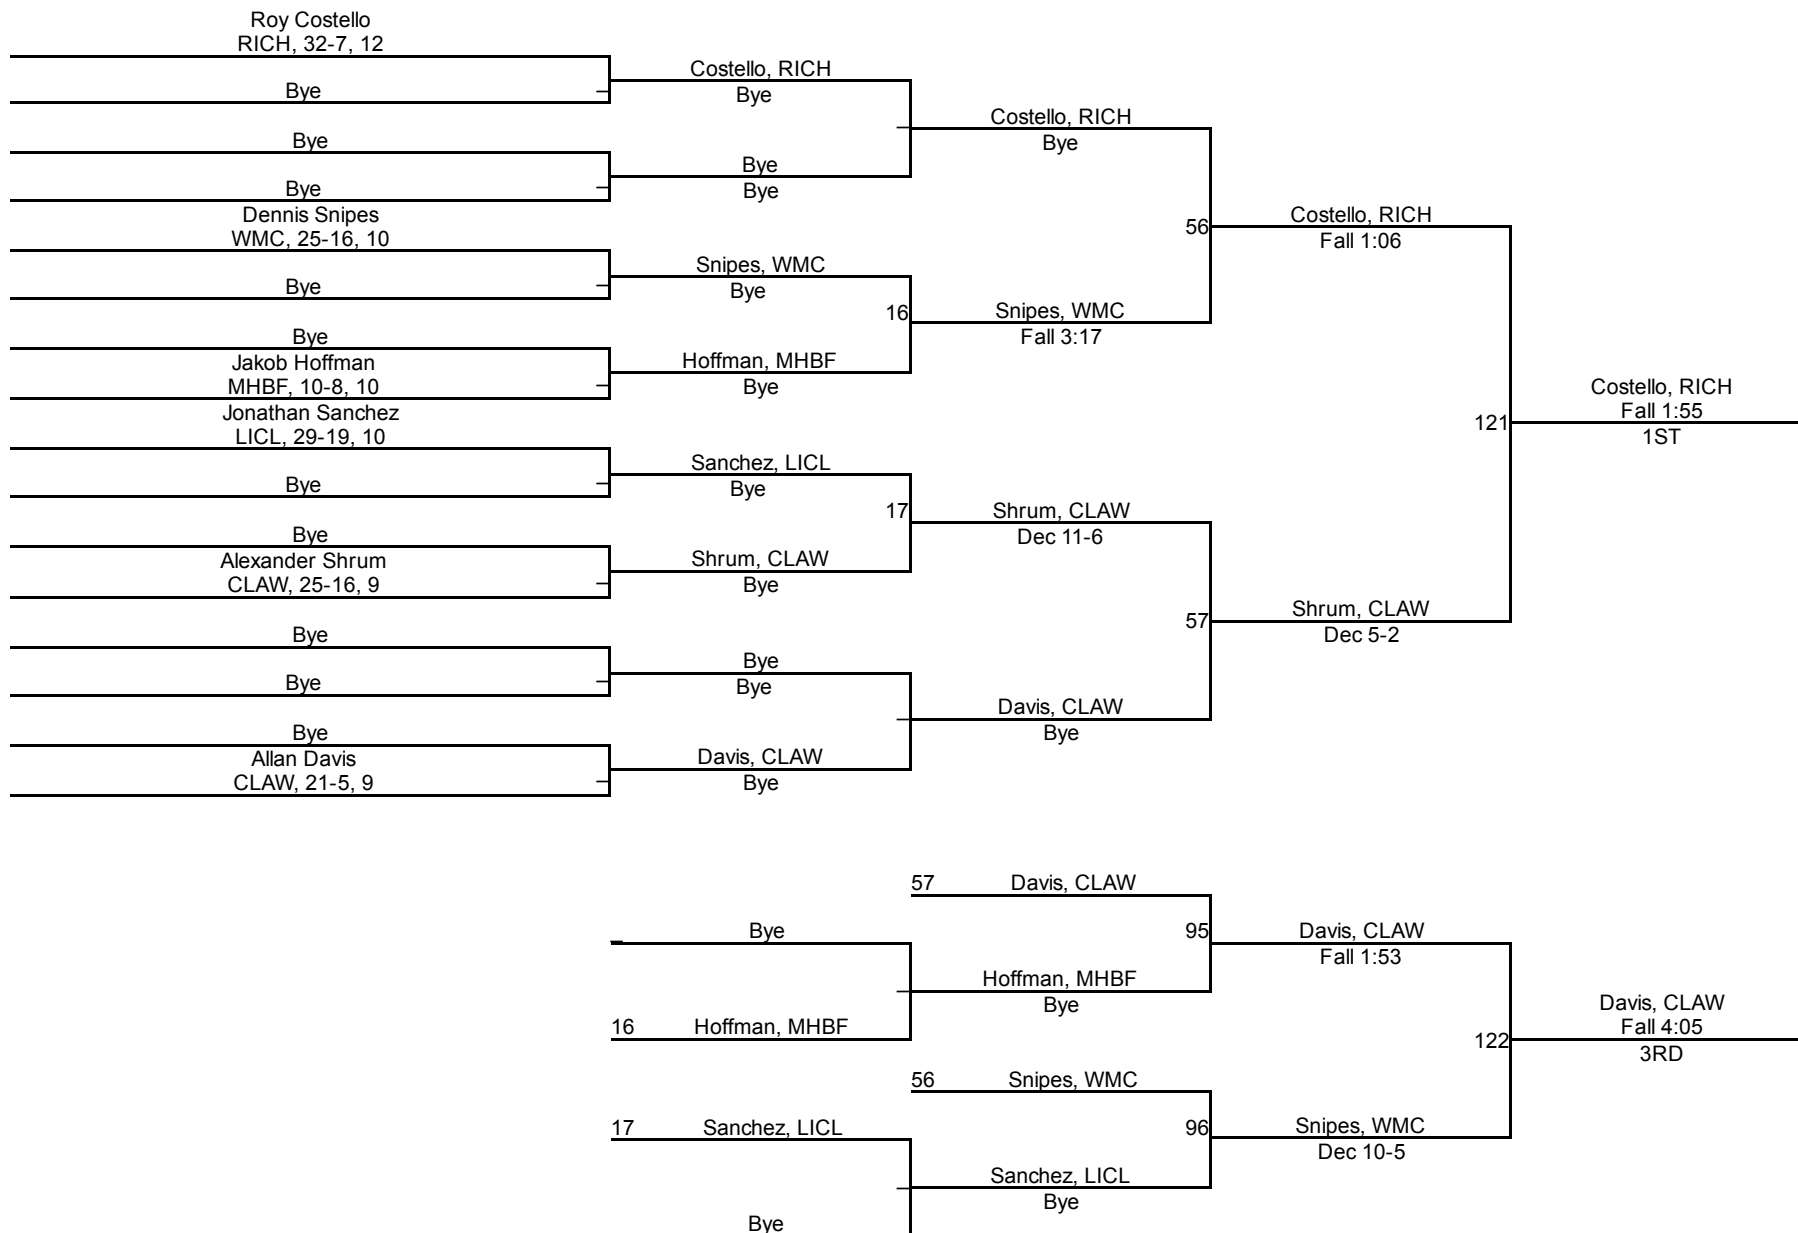 Roy Costello
RICH, 32-7, 12
Bye
Bye
Bye
Dennis Snipes
WMC, 25-16, 10
Bye
Bye
Jakob Hoffman
MHBF, 10-8, 10
Jonathan Sanchez
LICL, 29-19, 10
Bye
Bye
Alexander Shrum
CLAW, 25-16, 9
Bye
Bye
Bye
Allan Davis
CLAW, 21-5, 9
Costello, RICH
Bye
Bye
Bye
Snipes, WMC
Bye
16
Hoffman, MHBF
Bye
Sanchez, LICL
Bye
17
Shrum, CLAW
Bye
Bye
Bye
Davis, CLAW
Bye
Costello, RICH
Bye
56
Snipes, WMC
Fall 3:17
Shrum, CLAW
Dec 11-6
57
Davis, CLAW
Bye
Costello, RICH
Fall 1:06
121
Shrum, CLAW
Dec 5-2
Costello, RICH
Fall 1:55
1ST
57 Davis, CLAW
Bye
95
Hoffman, MHBF
Bye
16 Hoffman, MHBF
Davis, CLAW
Fall 1:53
56 Snipes, WMC
17 Sanchez, LICL
96
Sanchez, LICL
Bye
Bye
Snipes, WMC
Dec 10-5
122
Davis, CLAW
Fall 4:05
3RD